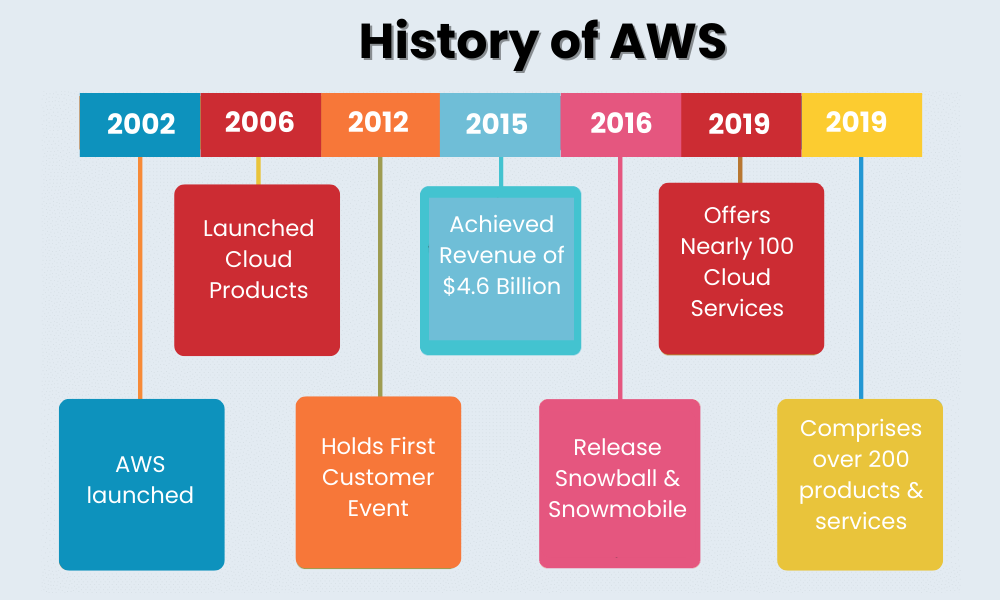 History of AWS
2002 2006 2012 2015 2016 2019 2019
Launched
Cloud
Products
Achieved
Revenue of
$4.6 Billion
Offers
Nearly 100
Cloud
Services
AWS
launched
Holds First
Customer
Event
Release
Snowball &
Snowmobile
Comprises
over 200
products &
services